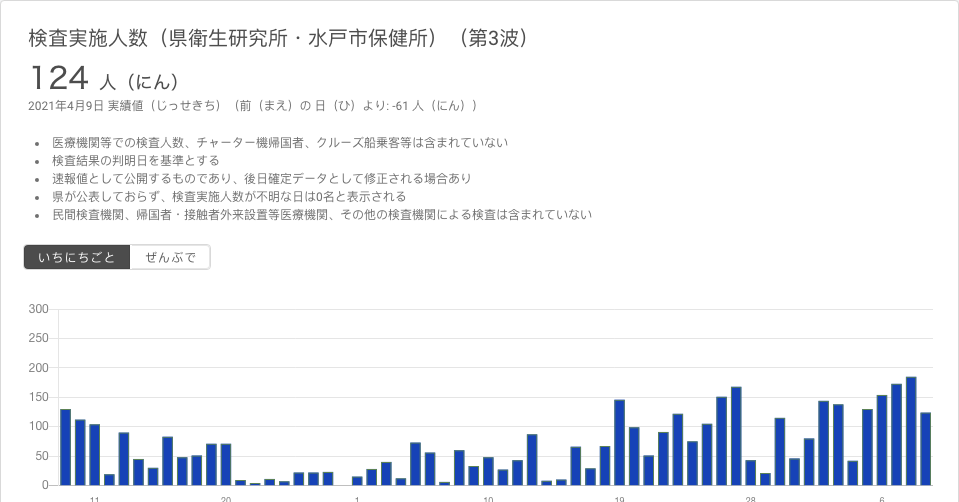 検査実施人数（県衛生研究所・水戸市保健所）（第3波）
124 人（にん）
2021年4月9日 実績値（じっせきち）（前（まえ）の 日（ひ）より: -61 人（にん））
• 医療機関等での検査人数、チャーター機帰国者、クルーズ船乗客等は含まれていない
• 検査結果の判明日を基準とする
• 速報値として公開するものであり、後日確定データとして修正される場合あり
• 県が公表しておらず、検査実施人数が不明な日は0名と表示される
• 民間検査機関、帰国者・接触者外来設置等医療機関、その他の検査機関による検査は含まれていない
いちにちごと ぜんぶで
300
250
200
150
100
50
0
11 20 1 10 19 28 6